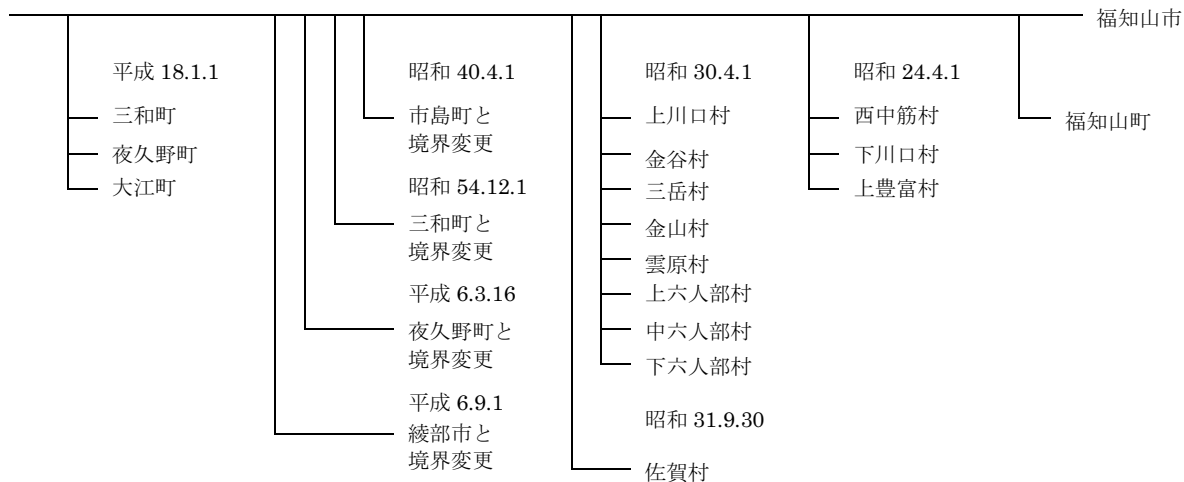 福知山市
平成 18.1.1
三和町
夜久野町
大江町
昭和 40.4.1
市島町と
境界変更
昭和 54.12.1
三和町と
境界変更
平成 6.3.16
夜久野町と
境界変更
平成 6.9.1
綾部市と
境界変更
昭和 30.4.1
上川口村
金谷村
三岳村
金山村
雲原村
上六人部村
中六人部村
下六人部村
昭和 31.9.30
佐賀村
昭和 24.4.1
西中筋村
下川口村
上豊富村
福知山町